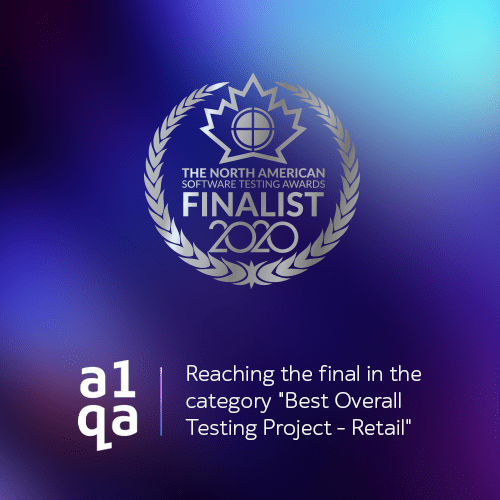 THE NORTH AMERICAN
SOFTWARE TESTING AWARDS
FINALIST
2020
a1
qa
Reaching the final in the
category "Best Overall
Testing Project - Retail"